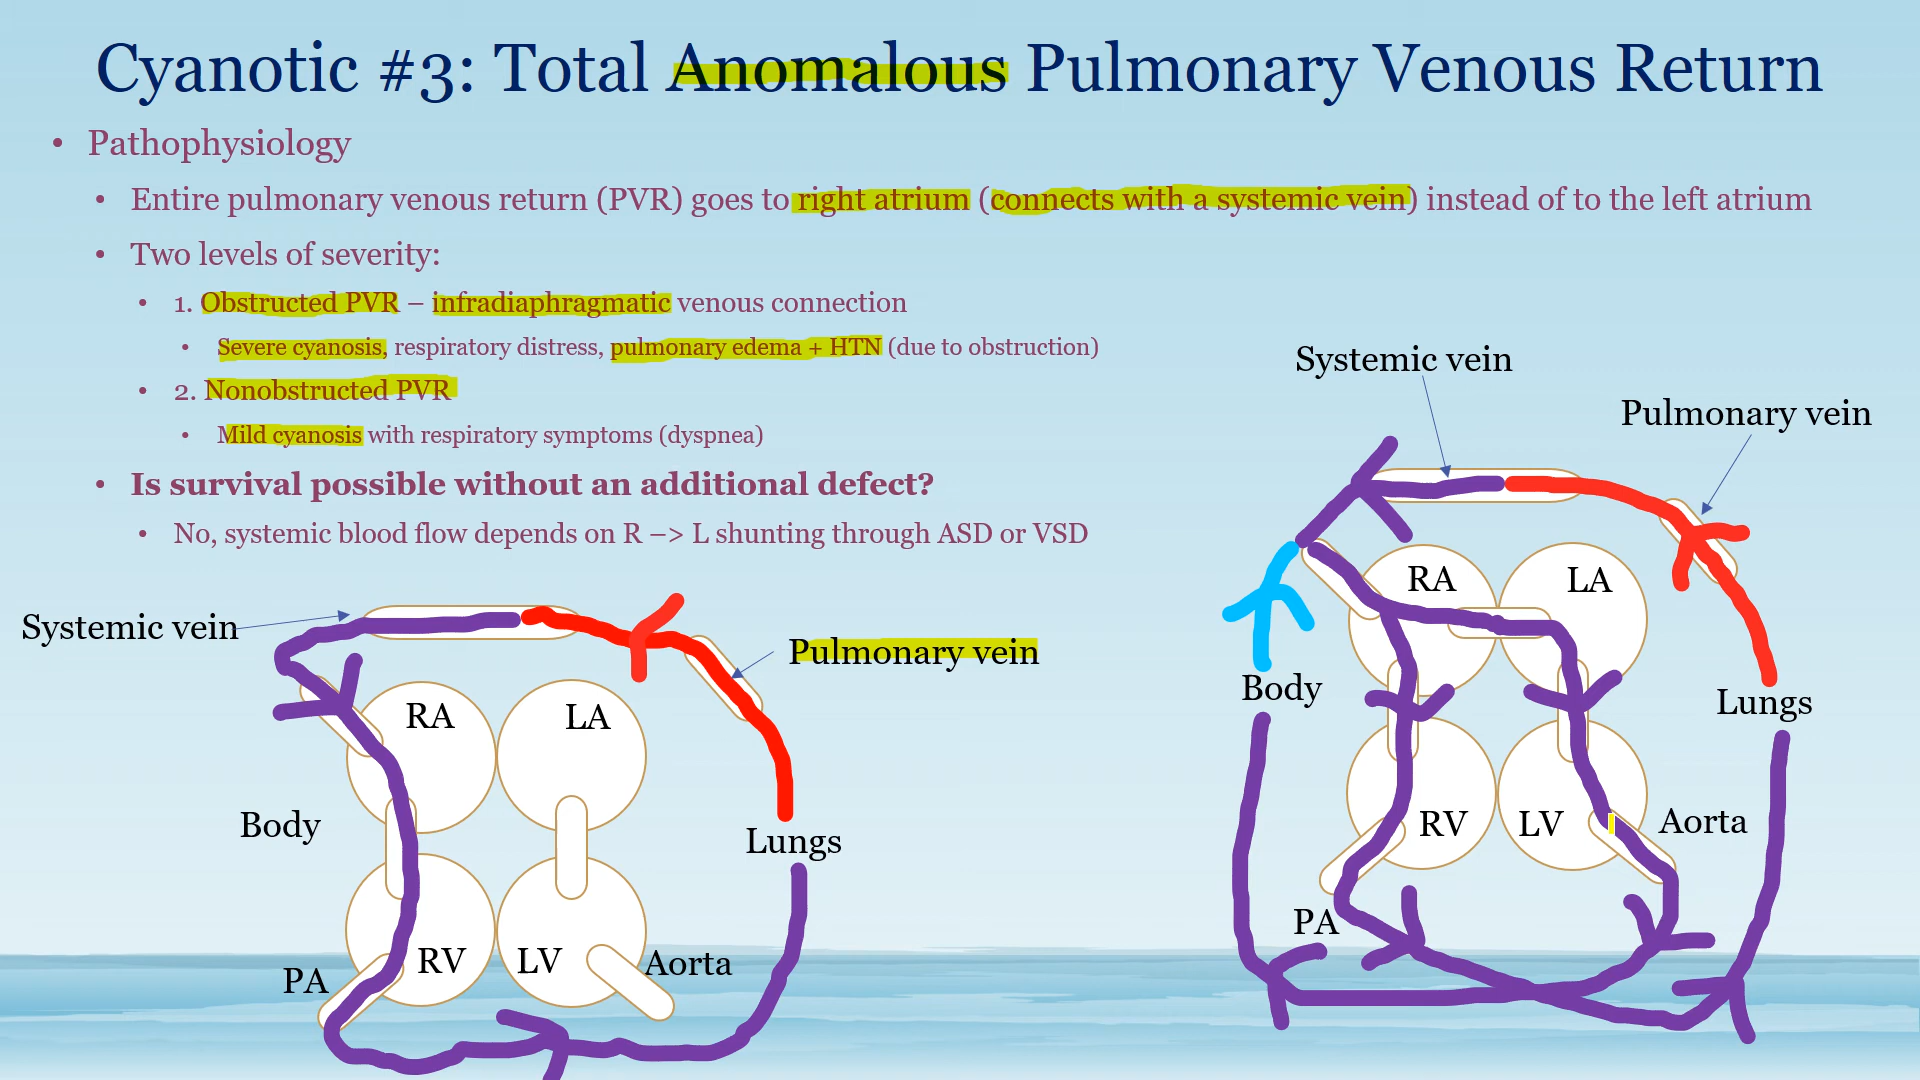 Cyanotic #3: Total Anomalous Pulmonary Venous Return
• Pathophysiology
• Entire pulmonary venous return (PVR) goes to right atrium (connects with a systemic vein) instead of to the left atrium
• Two levels of severity:
• 1. Obstructed PVR – infradiaphragmatic venous connection
• Severe cyanosis, respiratory distress, pulmonary edema + HTN (due to obstruction)
• 2. Nonobstructed PVR
• Mild cyanosis with respiratory symptoms (dyspnea)
• Is survival possible without an additional defect?
• No, systemic blood flow depends on R –> L shunting through ASD or VSD
Systemic vein
Pulmonary vein
RA
LA
Body
Lungs
RV
LV
PA
Aorta
Systemic vein
Pulmonary vein
RA
LA
Body
Lungs
RV
LV
Aorta
PA